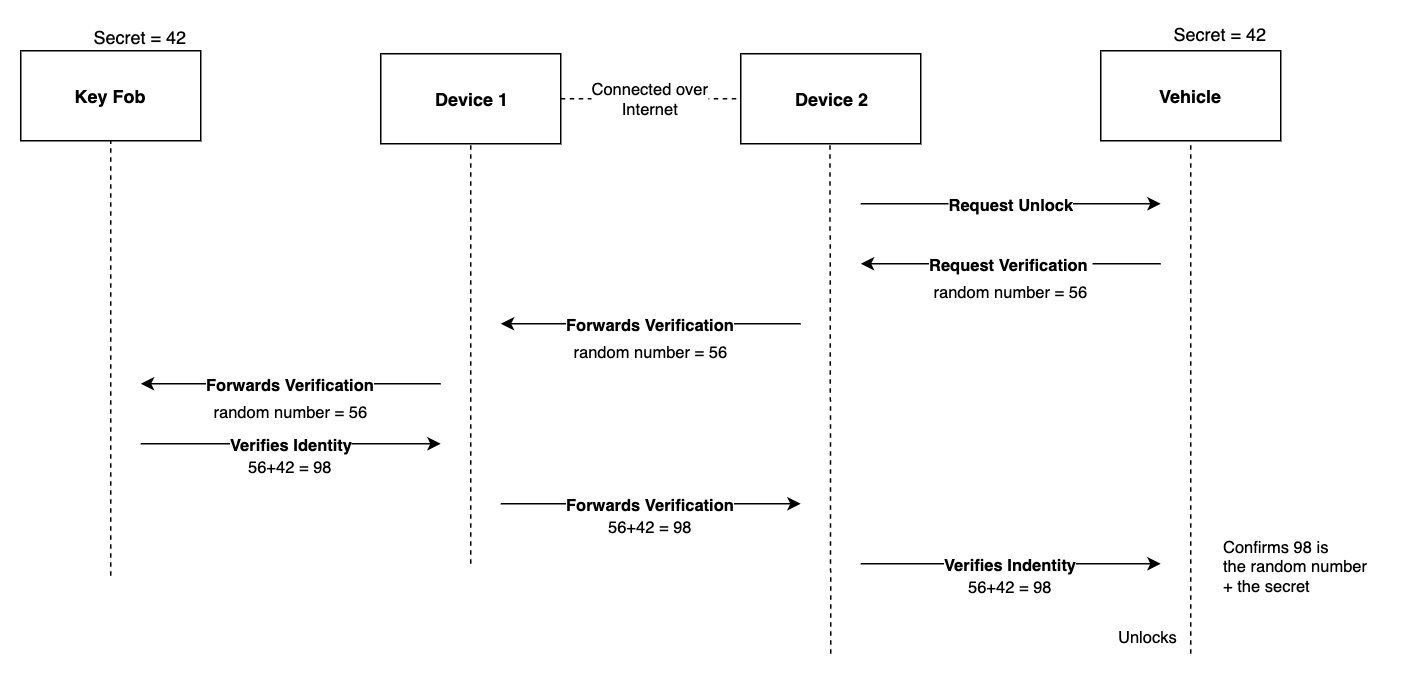 Secret = 42
Secret = 42
Key Fob
Device 1
Connected over
Internet
Device 2
Vehicle
Request Unlock
Request Verification
random number = 56
Forwards Verification
random number = 56
Forwards Verification
random number = 56
Verifies Identity
56+42 = 98
Forwards Verification
56+42 = 98
Verifies Indentity
56+42 = 98
Confirms 98 is
the random number
+ the secret
Unlocks